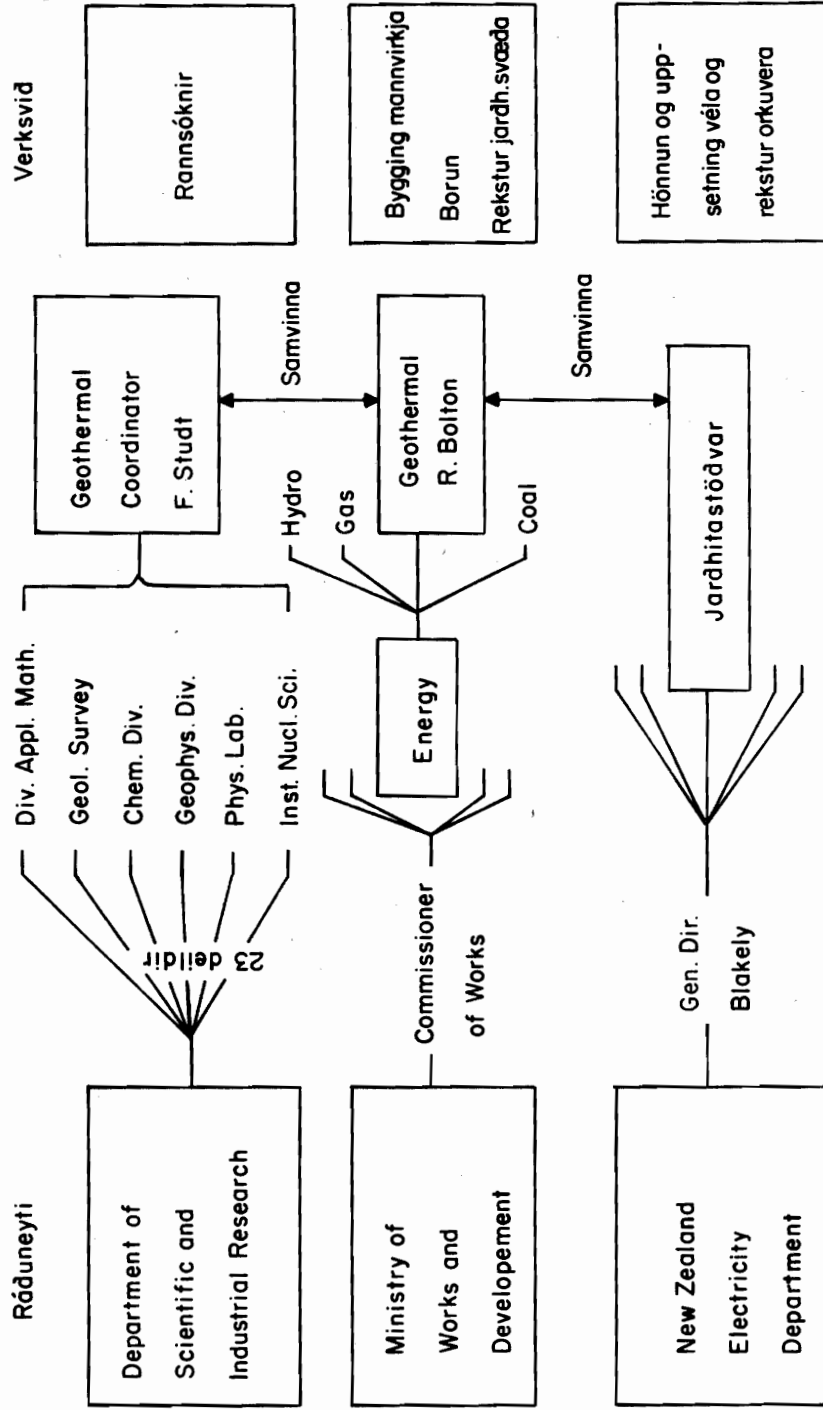 Ráðuneyti
Verksvið
Department of
Scientific and
Industrial Research
23 deildir
Div. Appl. Math.
Geol. Survey
Chem. Div.
Geophys. Div.
Phys. Lab.
Inst. Nucl. Sci.
Geothermal
Coordinator
F. Studt
Rannsóknir
Samvinna
Ministry of
Works and
Developement
Commissioner
of Works
Energy
Hydro
Gas
Coal
Geothermal
R. Bolton
Bygging mannvirkja
Borun
Rekstur jardh.svæda
Samvinna
New Zealand
Electricity
Department
Gen. Dir.
Blakely
Jardhitastödvar
Hönnun og upp-
setning véla og
rekstur orkuvera